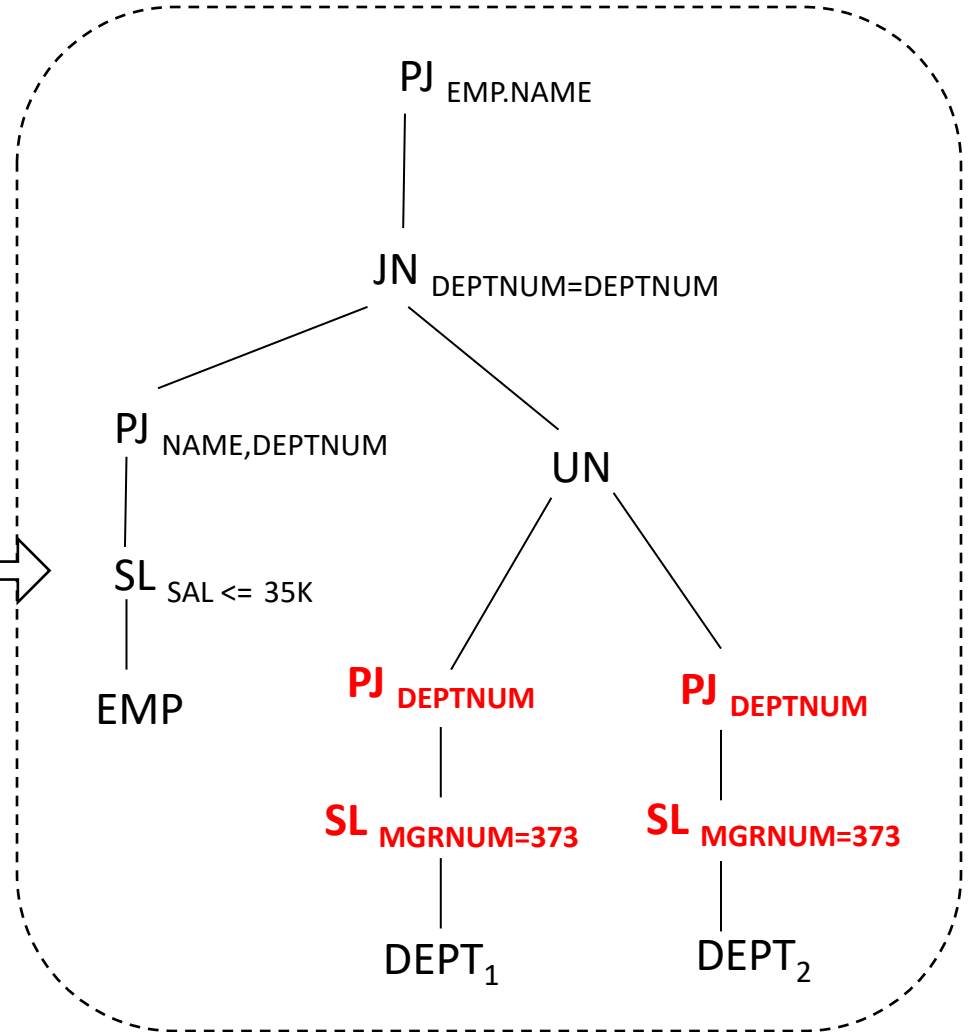 PJ EMP.NAME
JN DEPTNUM=DEPTNUM
PJ NAME,DEPTNUM
UN
SL SAL <= 35K
EMP
PJ DEPTNUM
PJ DEPTNUM
SL MGRNUM=373
SL MGRNUM=373
DEPT₁
DEPT₂